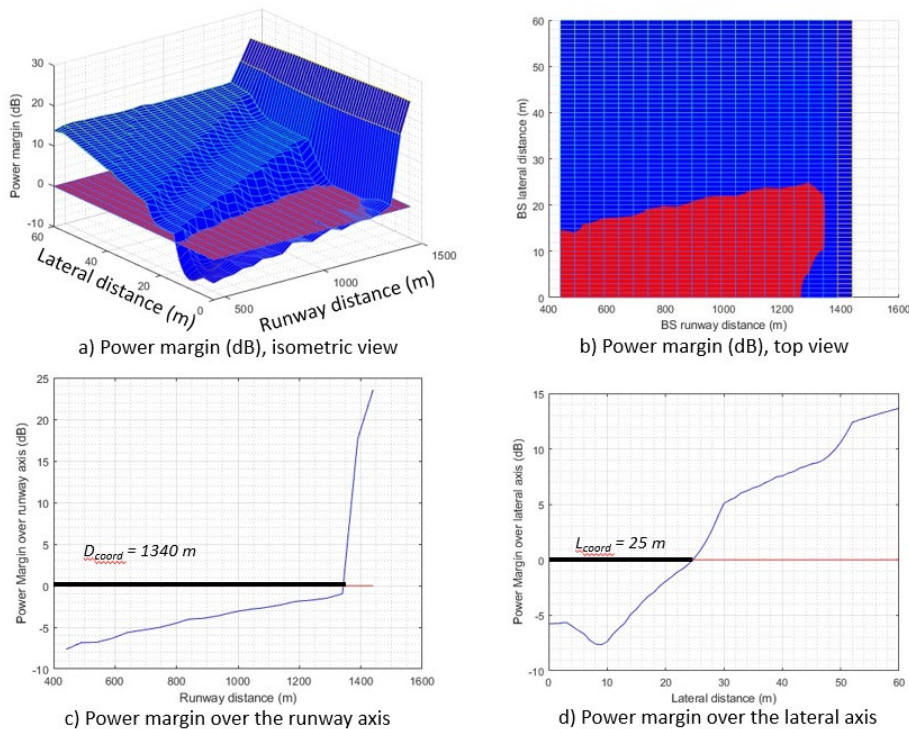 30
20
10
0
-10
Power margin (dB)
60
40
20
0
Lateral distance (m)
500
1000
1500
Runway distance (m)
a) Power margin (dB), isometric view
60
50
40
30
20
10
0
BS lateral distance (m)
400 600 800 1000 1200 1400 1600
BS runway distance (m)
b) Power margin (dB), top view
25
20
15
10
5
0
-5
-10
Power Margin over runway axis (dB)
Dcoord = 1340 m
400 600 800 1000 1200 1400 1600
Runway distance (m)
c) Power margin over the runway axis
15
10
5
0
-5
-10
Power Margin over lateral axis (dB)
Lcoord = 25 m
0 10 20 30 40 50 60
Lateral distance (m)
d) Power margin over the lateral axis